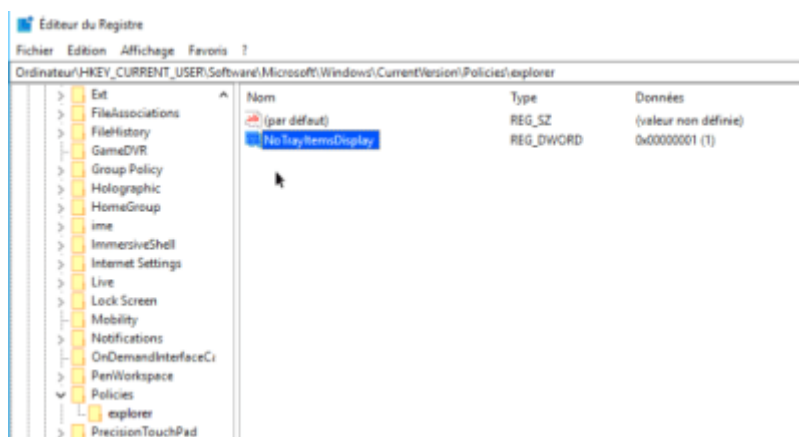 Éditeur du Registre
Fichier Edition Affichage Favoris ?
Ordinateur\HKEY_CURRENT_USER\Software\Microsoft\Windows\CurrentVersion\Policies\explorer
Nom Type Données
(par défaut) REG_SZ (valeur non définie)
NoTrayItemsDisplay REG_DWORD 0x00000001 (1)
Ext
FileAssociations
FileHistory
GameDVR
Group Policy
Holographic
HomeGroup
ime
ImmersiveShell
Internet Settings
Live
Lock Screen
Mobility
Notifications
OnDemandInterfaceCa
PenWorkspace
Policies
explorer
PrecisionTouchPad